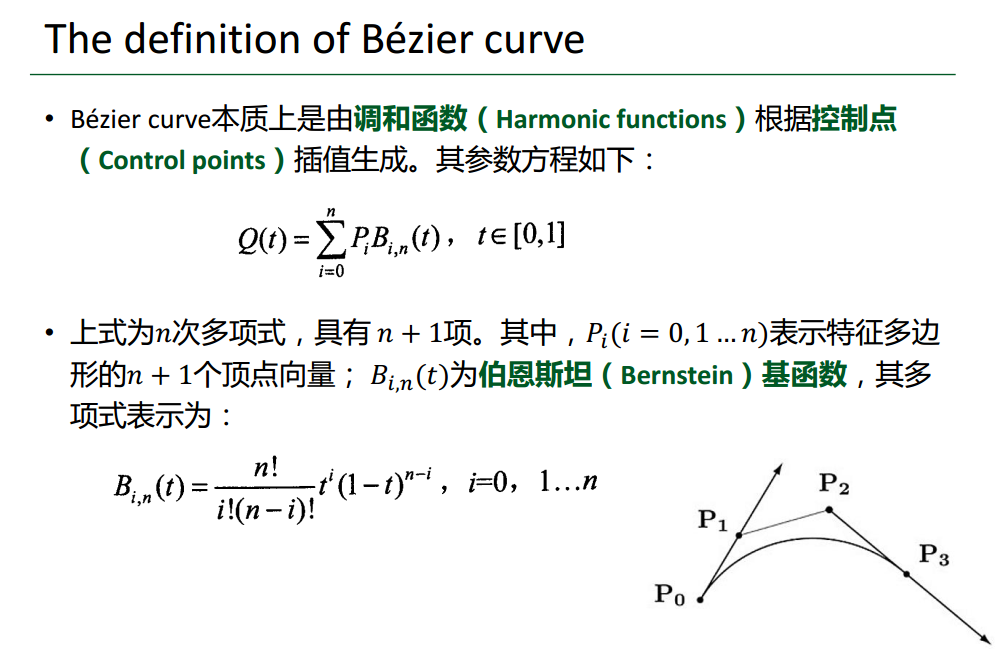 The definition of Bézier curve
• Bézier curve本质上是由调和函数（Harmonic functions）根据控制点
（Control points）插值生成。其参数方程如下：
Q(t) = \sum_{i=0}^{n} P_i B_{i,n}(t)， t∈[0,1]
• 上式为n次多项式，具有 n + 1项。其中，P_i(i = 0,1 … n)表示特征多边
形的n + 1个顶点向量； B_{i,n}(t)为伯恩斯坦（Bernstein）基函数，其多
项式表示为：
B_{i,n}(t) = \frac{n!}{i!(n-i)!} t^i (1-t)^{n-i}， i=0， 1…n
P_2
P_1
P_3
P_0